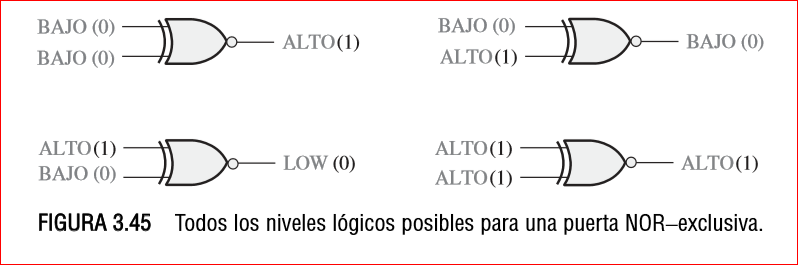 BAJO (0)
BAJO (0)
ALTO(1)
BAJO (0)
ALTO(1)
BAJO (0)
ALTO(1)
BAJO (0)
LOW (0)
ALTO(1)
ALTO(1)
ALTO(1)
FIGURA 3.45 Todos los niveles lógicos posibles para una puerta NOR–exclusiva.